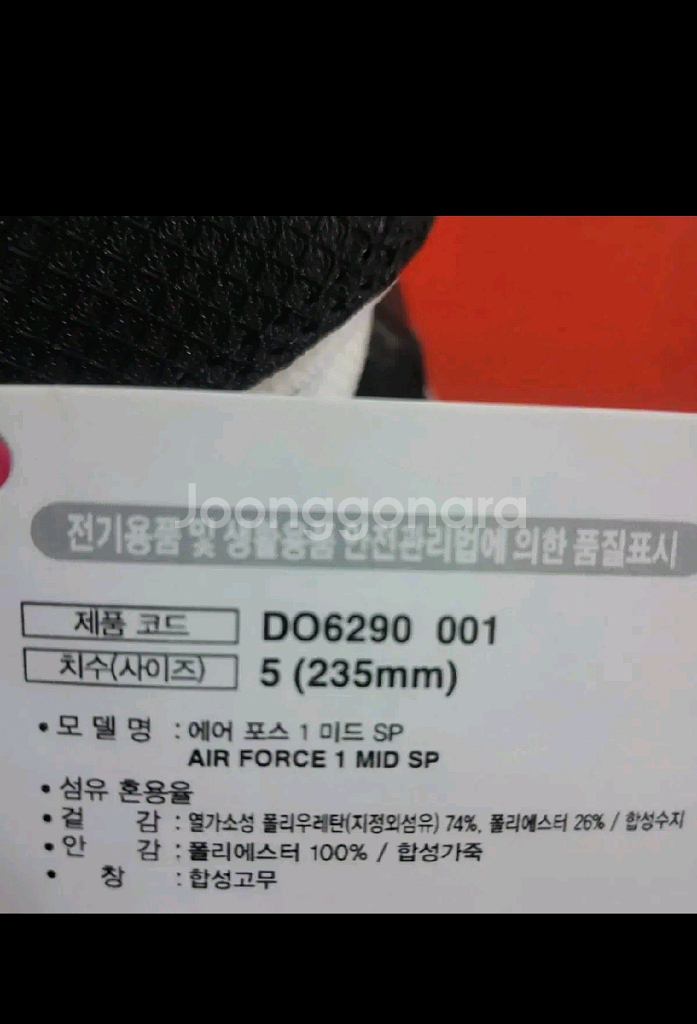 Joonggonara
전기용품 및 생활용품 안전관리법에 의한 품질표시
제품 코드 DO6290 001
치수(사이즈) 5 (235mm)
• 모 델 명 : 에어 포스 1 미드 SP
AIR FORCE 1 MID SP
• 섬유 혼용율
• 겉 감 : 열가소성 폴리우레탄(지정외섬유) 74%, 폴리에스터 26% / 합성수지
• 안 감 : 폴리에스터 100% / 합성가죽
• 창 : 합성고무